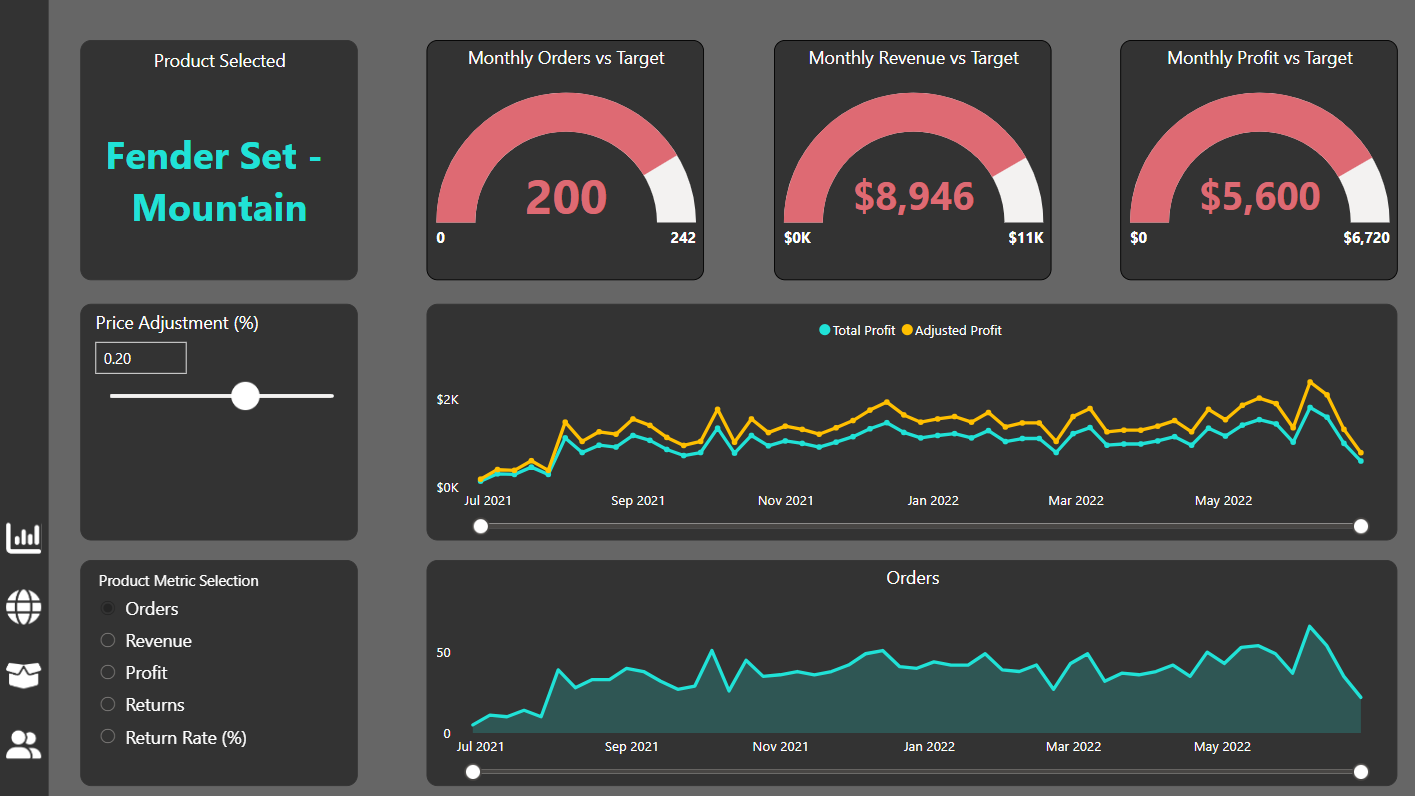 Product Selected
Fender Set -
Mountain
Monthly Orders vs Target
200
0
242
Monthly Revenue vs Target
$8,946
$0K
$11K
Monthly Profit vs Target
$5,600
$0
$6,720
Price Adjustment (%)
0.20
Total Profit Adjusted Profit
$2K
$0K
Jul 2021 Sep 2021 Nov 2021 Jan 2022 Mar 2022 May 2022
Product Metric Selection
Orders
Revenue
Profit
Returns
Return Rate (%)
Orders
50
0
Jul 2021 Sep 2021 Nov 2021 Jan 2022 Mar 2022 May 2022